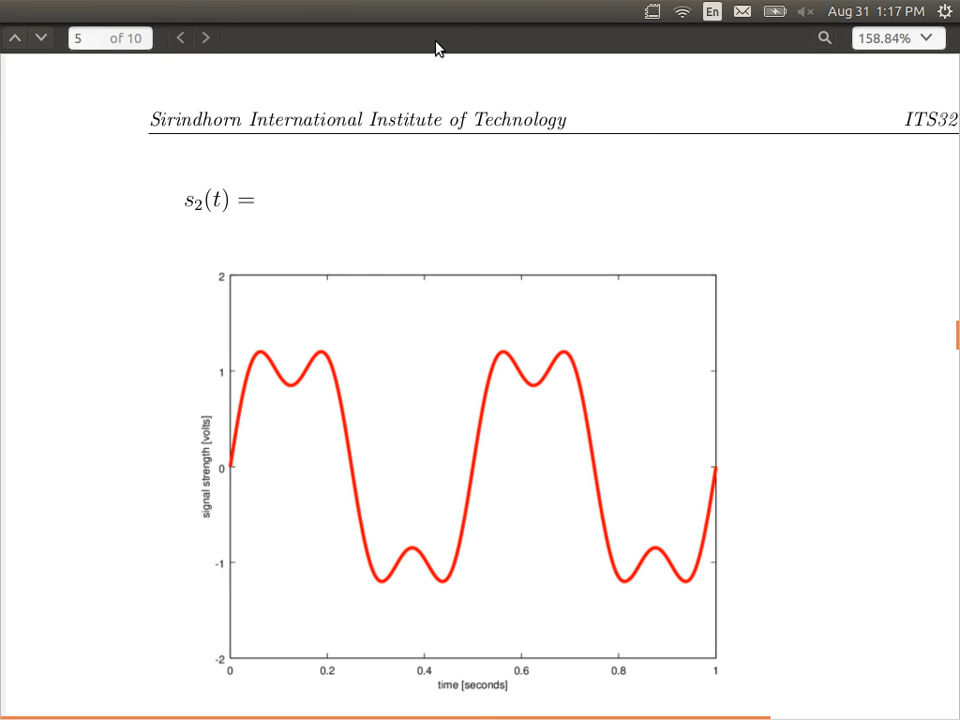 En Aug 31 1:17 PM
5 of 10 158.84%
Sirindhorn International Institute of Technology ITS32
s₂(t) =
2
1
0
-1
-2
signal strength [volts]
0 0.2 0.4 0.6 0.8 1
time [seconds]